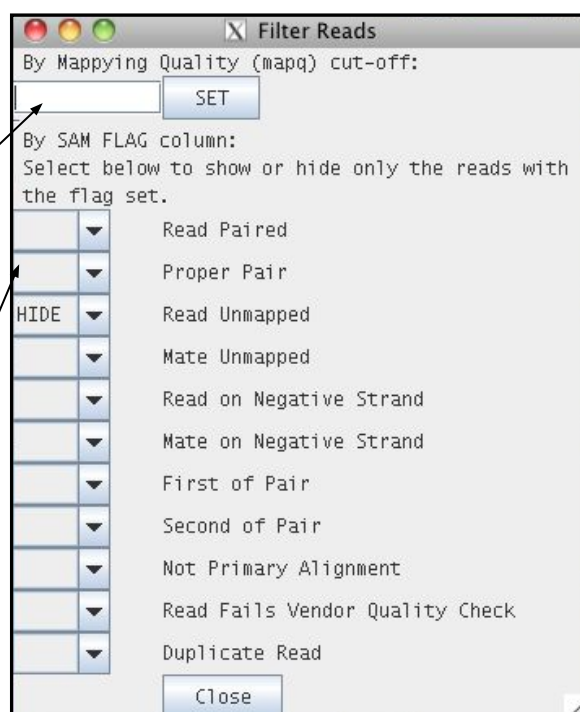 X Filter Reads
By Mappying Quality (mapq) cut-off:
SET
By SAM FLAG column:
Select below to show or hide only the reads with
the flag set.
Read Paired
Proper Pair
HIDE Read Unmapped
Mate Unmapped
Read on Negative Strand
Mate on Negative Strand
First of Pair
Second of Pair
Not Primary Alignment
Read Fails Vendor Quality Check
Duplicate Read
Close